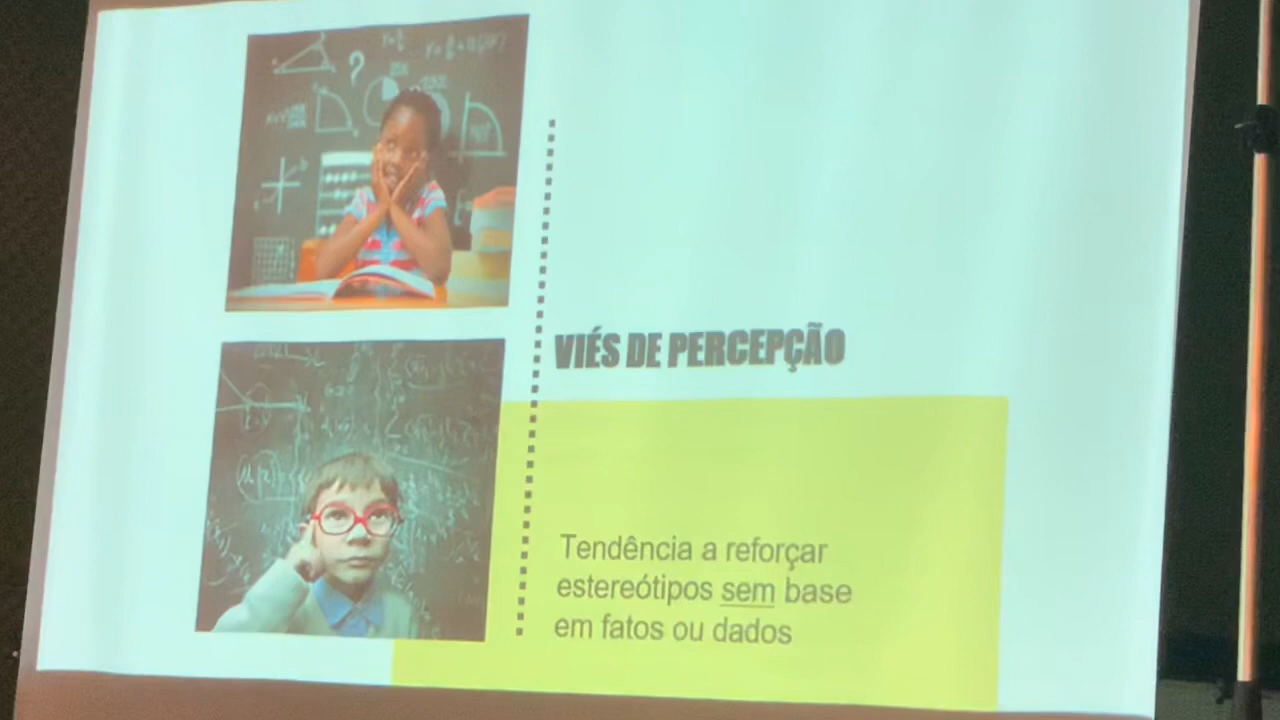 VIÉS DE PERCEPÇÃO
Tendência a reforçar
estereótipos sem base
em fatos ou dados